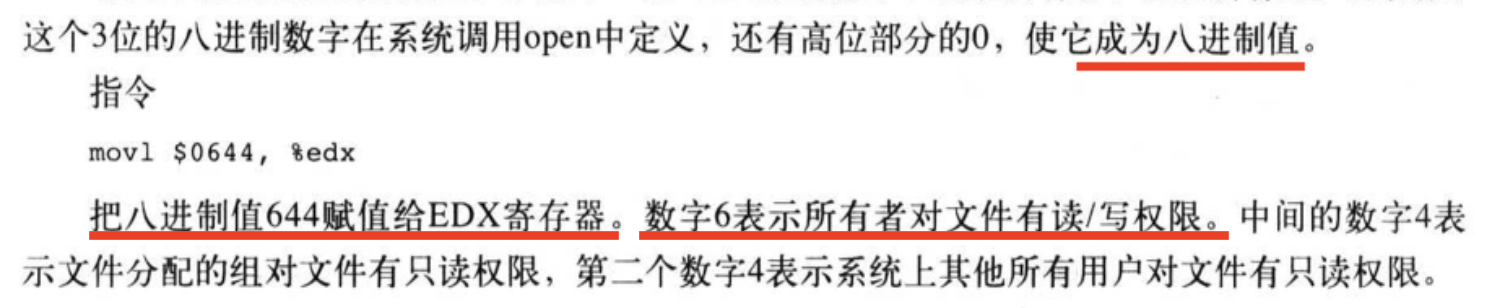 这个3位的八进制数字在系统调用open中定义，还有高位部分的0，使它成为八进制值。
指令
movl $0644, %edx
把八进制值644赋值给EDX寄存器。数字6表示所有者对文件有读/写权限。中间的数字4表
示文件分配的组对文件有只读权限，第二个数字4表示系统上其他所有用户对文件有只读权限。